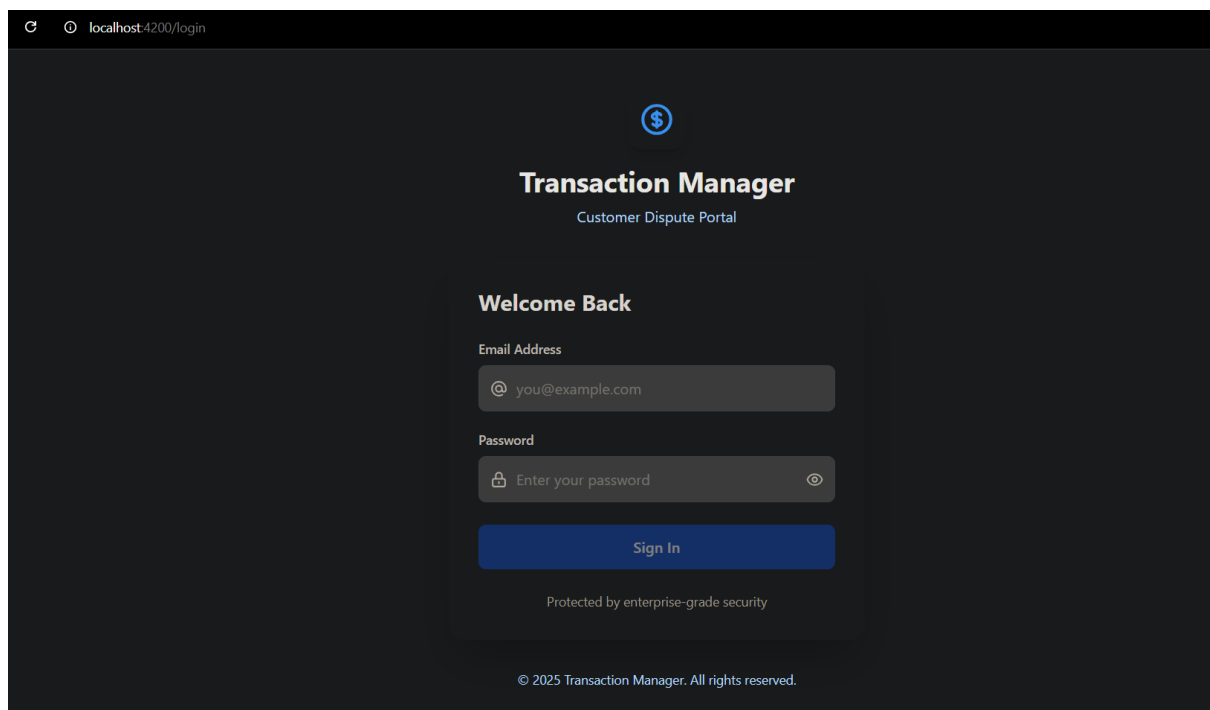 localhost:4200/login
Transaction Manager
Customer Dispute Portal
Welcome Back
Email Address
you@example.com
Password
Enter your password
Sign In
Protected by enterprise-grade security
© 2025 Transaction Manager. All rights reserved.